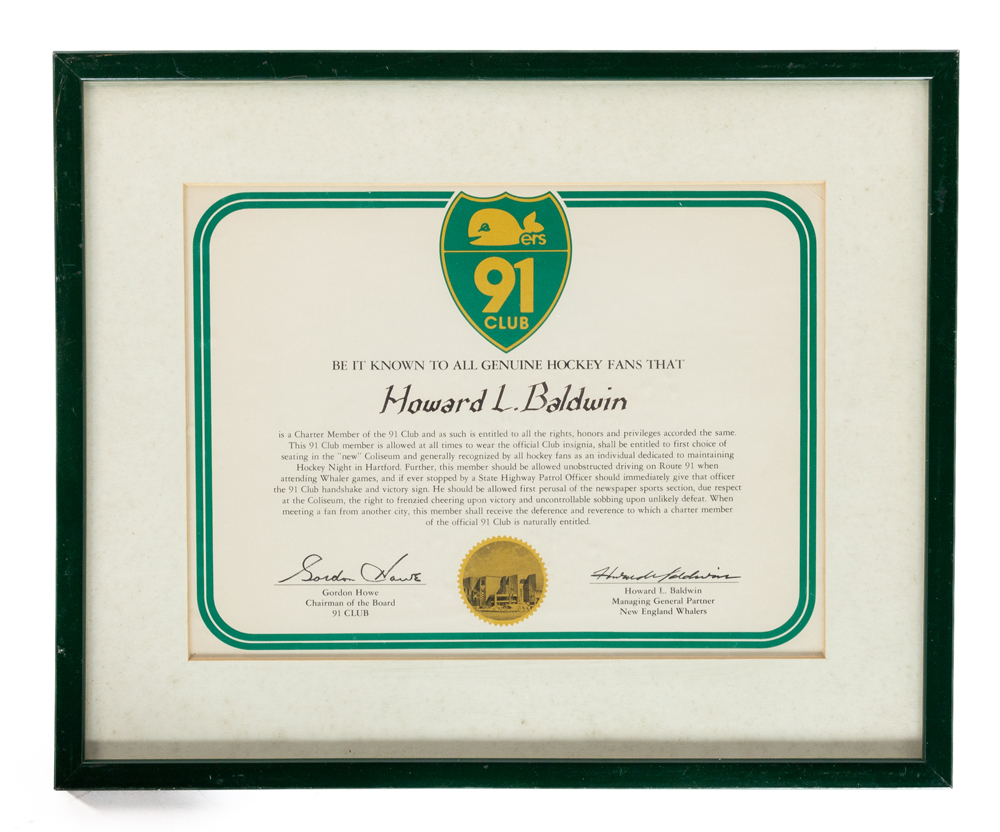 ers
91
CLUB
BE IT KNOWN TO ALL GENUINE HOCKEY FANS THAT
Howard L. Baldwin
is a Charter Member of the 91 Club and as such is entitled to all the rights, honors and privileges accorded the same.
This 91 Club member is allowed at all times to wear the official Club insignia, shall be entitled to first choice of
seating in the "new" Coliseum and generally recognized by all hockey fans as an individual dedicated to maintaining
Hockey Night in Hartford. Further, this member should be allowed unobstructed driving on Route 91 when
attending Whaler games, and if ever stopped by a State Highway Patrol Officer should immediately give that officer
the 91 Club handshake and victory sign. He should be allowed first perusal of the newspaper sports section, due respect
at the Coliseum, the right to frenzied cheering upon victory and uncontrollable sobbing upon unlikely defeat. When
meeting a fan from another city, this member shall receive the deference and reverence to which a charter member
of the official 91 Club is naturally entitled.
Gordon Howe
Gordon Howe
Chairman of the Board
91 CLUB
Howard L Baldwin
Howard L. Baldwin
Managing General Partner
New England Whalers